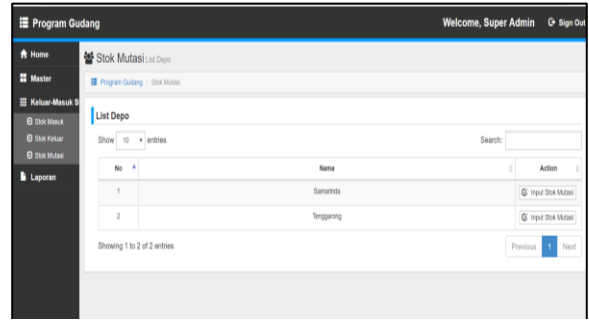 Program Gudang
Welcome, Super Admin Sign Out
Home
Master
Keluar-Masuk S
Stok Masuk
Stok Keluar
Stok Mutasi
Laporan
Stok Mutasi List Depo
Program Gudang / Stok Mutasi
List Depo
Show 10 entries Search:
No Nama Action
1 Samarinda Input Stok Mutasi
2 Tenggarong Input Stok Mutasi
Showing 1 to 2 of 2 entries Previous 1 Next